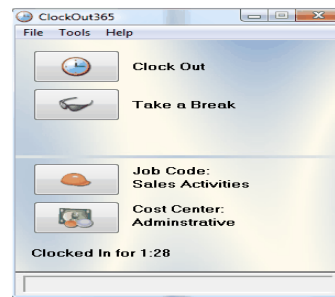 ClockOut365
File Tools Help
Clock Out
Take a Break
Job Code:
Sales Activities
Cost Center:
Adminstrative
Clocked In for 1:28